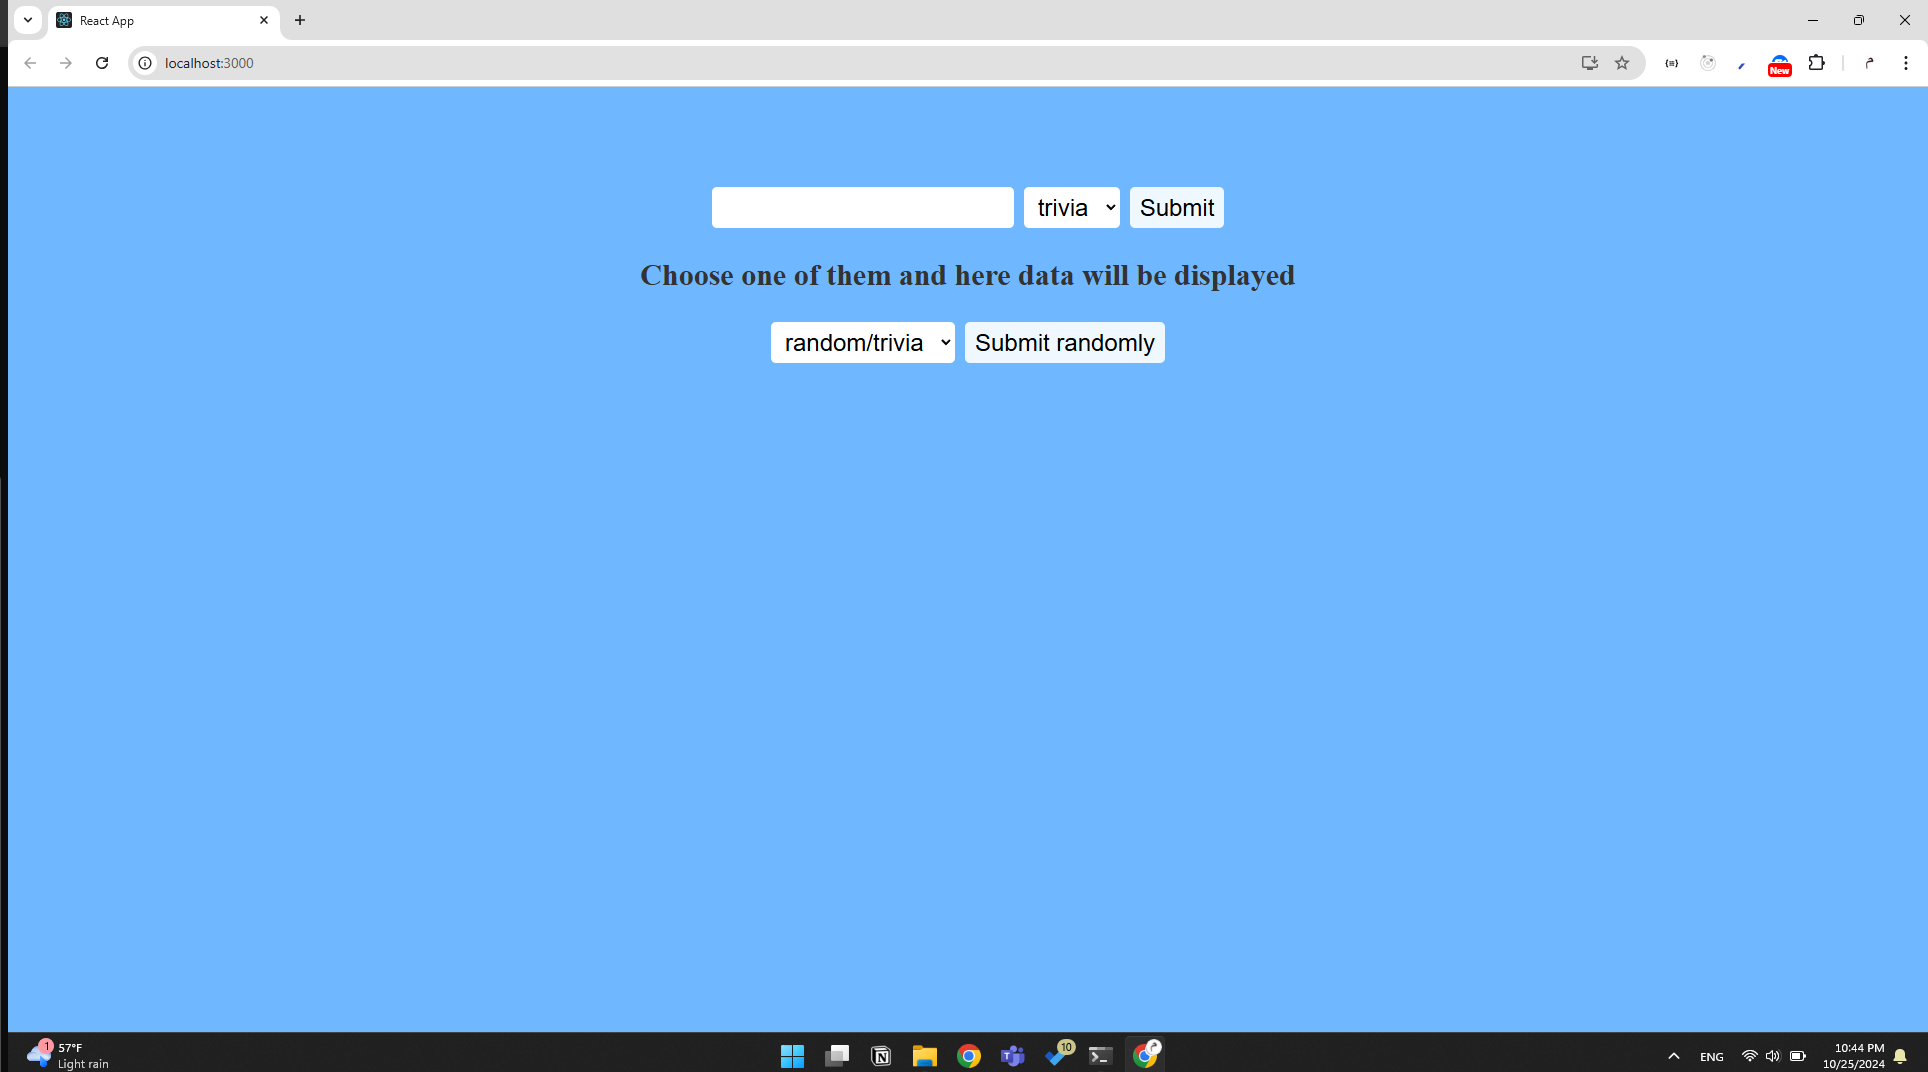 React App
localhost:3000
New
trivia
Submit
Choose one of them and here data will be displayed
random/trivia
Submit randomly
1
57°F
Light rain
10
ENG
10:44 PM
10/25/2024